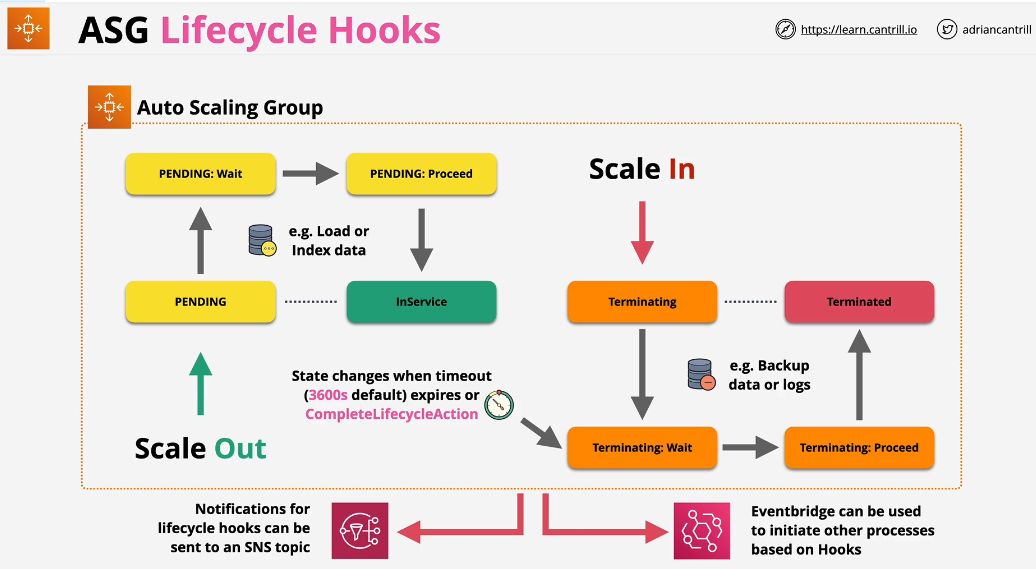 ASG Lifecycle Hooks
https://learn.cantrill.io
adriancantrill
Auto Scaling Group
PENDING: Wait
PENDING: Proceed
Scale In
e.g. Load or
Index data
PENDING
InService
Terminating
Terminated
State changes when timeout
(3600s default) expires or
CompleteLifecycleAction
e.g. Backup
data or logs
Scale Out
Terminating: Wait
Terminating: Proceed
Notifications for
lifecycle hooks can be
sent to an SNS topic
Eventbridge can be used
to initiate other processes
based on Hooks